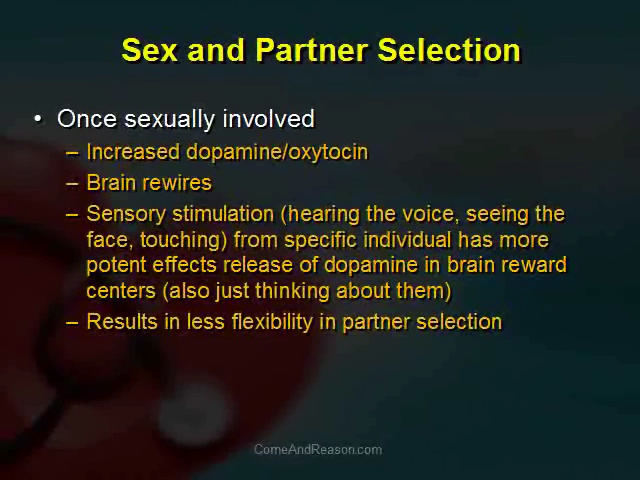 Sex and Partner Selection
• Once sexually involved
– Increased dopamine/oxytocin
– Brain rewires
– Sensory stimulation (hearing the voice, seeing the
face, touching) from specific individual has more
potent effects release of dopamine in brain reward
centers (also just thinking about them)
– Results in less flexibility in partner selection
ComeAndReason.com